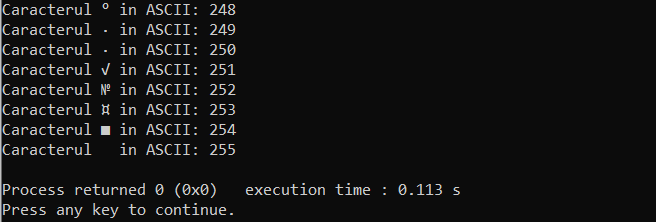 Caracterul ° in ASCII: 248
Caracterul ∙ in ASCII: 249
Caracterul · in ASCII: 250
Caracterul √ in ASCII: 251
Caracterul № in ASCII: 252
Caracterul ¤ in ASCII: 253
Caracterul ■ in ASCII: 254
Caracterul   in ASCII: 255
Process returned 0 (0x0)   execution time : 0.113 s
Press any key to continue.